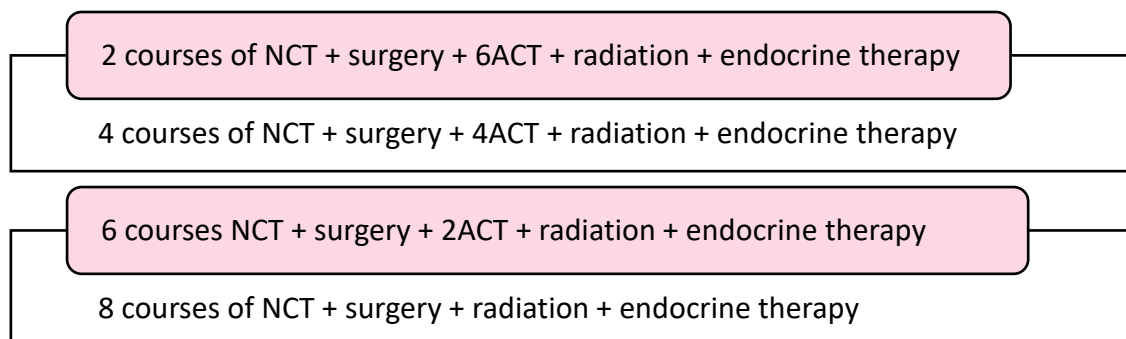 2 courses of NCT + surgery + 6ACT + radiation + endocrine therapy
4 courses of NCT + surgery + 4ACT + radiation + endocrine therapy
6 courses NCT + surgery + 2ACT + radiation + endocrine therapy
8 courses of NCT + surgery + radiation + endocrine therapy